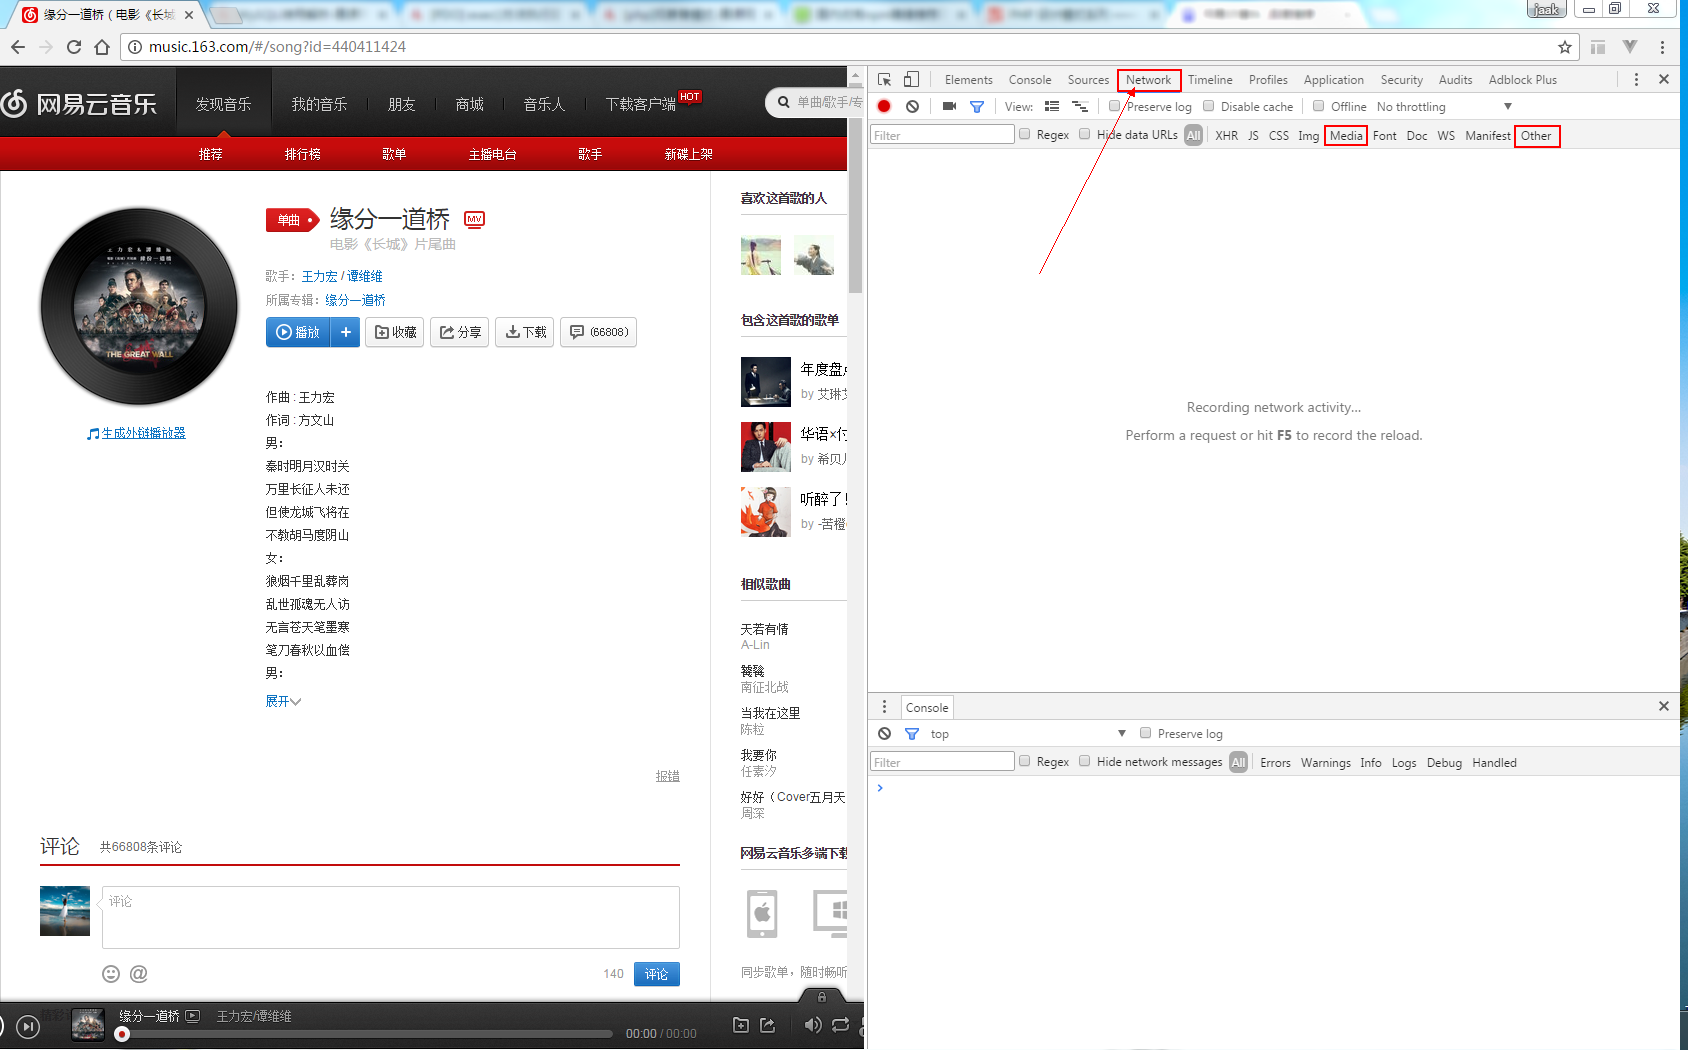 缘分一道桥（电影《长城
jaak
music.163.com/#/song?id=440411424
网易云音乐
发现音乐
我的音乐
朋友
商城
音乐人
下载客户端
HOT
单曲/歌手/专
推荐
排行榜
歌单
主播电台
歌手
新碟上架
单曲
缘分一道桥
MV
电影《长城》片尾曲
歌手：王力宏 / 谭维维
所属专辑：缘分一道桥
播放
+
收藏
分享
下载
(66808)
THE GREAT WALL
生成外链播放器
作曲 : 王力宏
作词 : 方文山
男：
秦时明月汉时关
万里长征人未还
但使龙城飞将在
不教胡马度阴山
女：
狼烟千里乱葬岗
乱世孤魂无人访
无言苍天笔墨寒
笔刀春秋以血偿
男：
展开
报错
评论
共66808条评论
评论
140
评论
喜欢这首歌的人
包含这首歌的歌单
年度盘点
by 艾琳艾
华语×付
by 希贝儿
听醉了!
by -苦橙
相似歌曲
天若有情
A-Lin
南征北战
当我在这里
陈粒
我要你
任素汐
好好（Cover五月天
周深
网易云音乐多端下载
同步歌单，随时畅听
缘分一道桥
王力宏/谭维维
00:00 / 00:00
Elements
Console
Sources
Network
Timeline
Profiles
Application
Security
Audits
Adblock Plus
View:
Preserve log
Disable cache
Offline
No throttling
Filter
Regex
Hide data URLs
All
XHR
JS
CSS
Img
Media
Font
Doc
WS
Manifest
Other
Recording network activity...
Perform a request or hit F5 to record the reload.
Console
top
Preserve log
Filter
Regex
Hide network messages
All
Errors
Warnings
Info
Logs
Debug
Handled